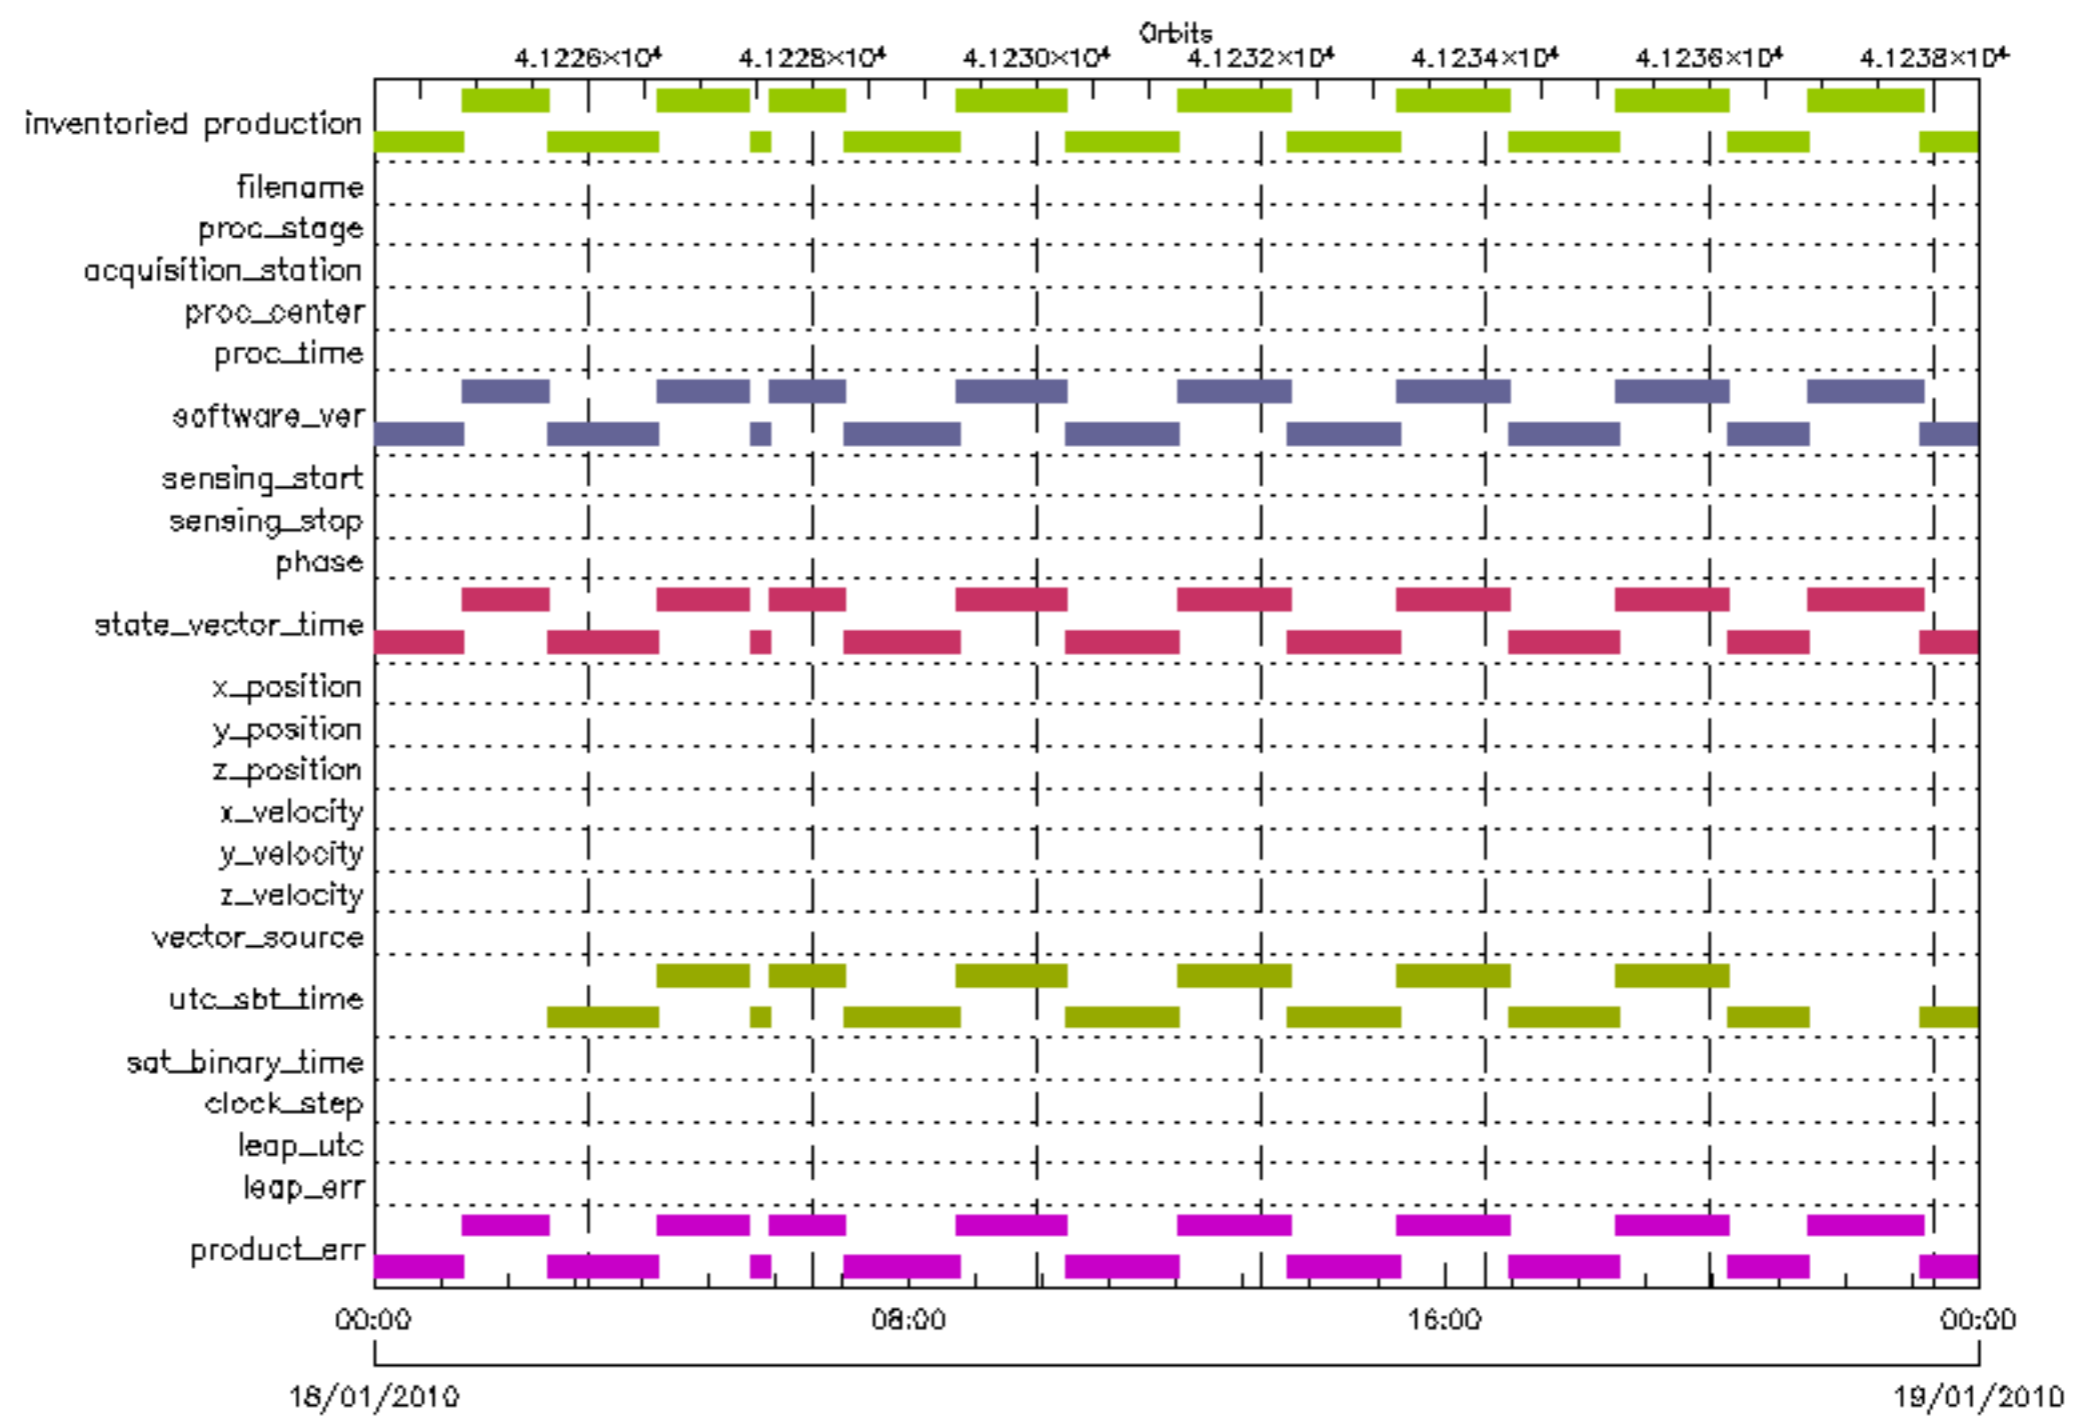 Orbits
4.1226×10⁴ 4.1228×10⁴ 4.1230×10⁴ 4.1232×10⁴ 4.1234×10⁴ 4.1236×10⁴ 4.1238×10⁴
inventoried production
filename
proc_stage
acquisition_station
proc_center
proc_time
software_ver
sensing_start
sensing_stop
phase
state_vector_time
x_position
y_position
z_position
x_velocity
y_velocity
z_velocity
vector_source
utc_sbt_time
sat_binary_time
clock_step
leap_utc
leap_err
product_err
00:00 08:00 16:00 00:00
18/01/2010 19/01/2010